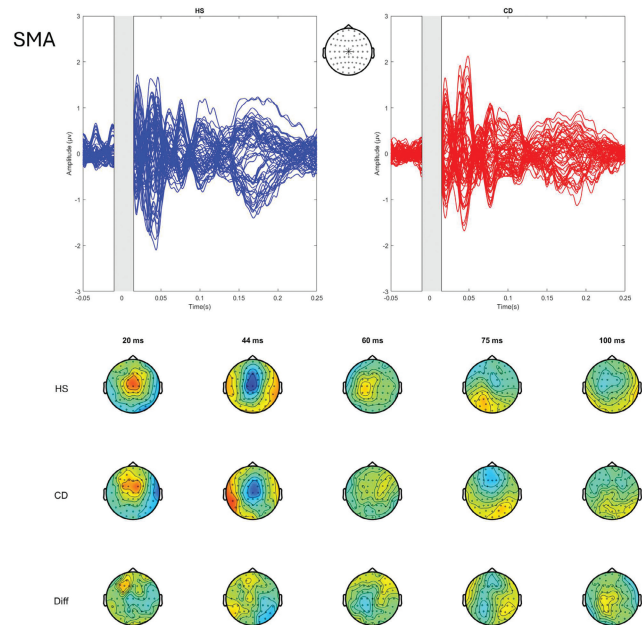 SMA
HS
CD
Amplitude (μv)
3
2
1
0
-1
-2
-3
-0.05 0 0.05 0.1 0.15 0.2 0.25
Time(s)
Amplitude (μv)
3
2
1
0
-1
-2
-3
-0.05 0 0.05 0.1 0.15 0.2 0.25
Time(s)
20 ms 44 ms 60 ms 75 ms 100 ms
HS
CD
Diff